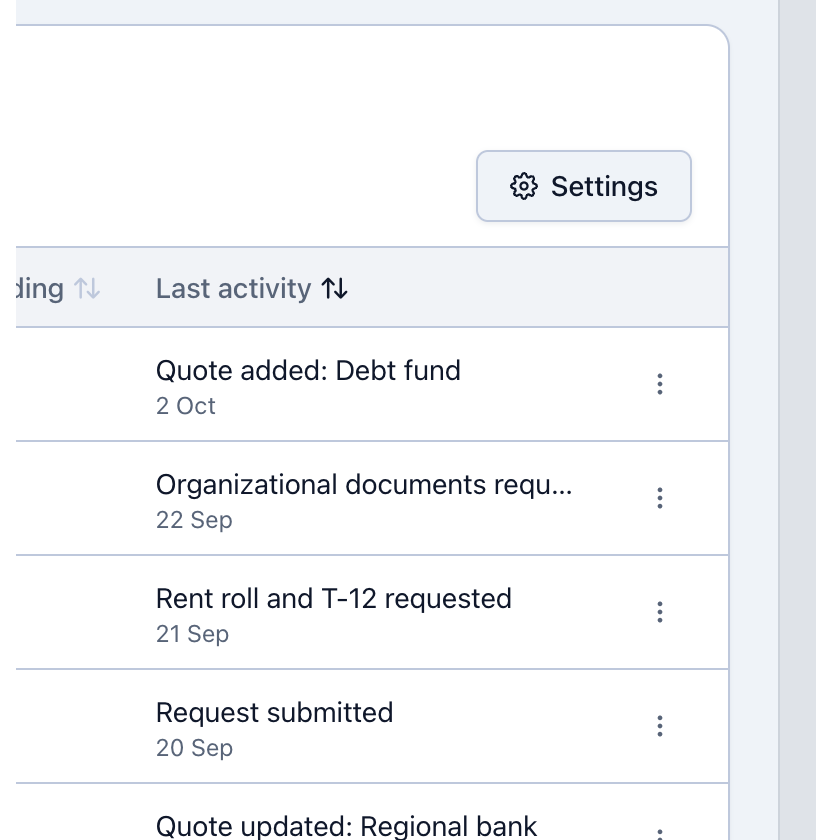 Settings
ding Last activity
Quote added: Debt fund
2 Oct
Organizational documents requ...
22 Sep
Rent roll and T-12 requested
21 Sep
Request submitted
20 Sep
Quote updated: Regional bank